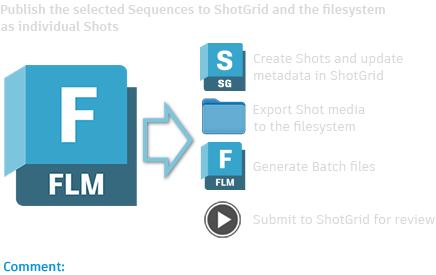 Publish the selected Sequences to ShotGrid and the filesystem
as individual Shots
F
FLM
S
SG
Create Shots and update
metadata in ShotGrid
Export Shot media
to the filesystem
F
FLM
Generate Batch files
Submit to ShotGrid for review
Comment: